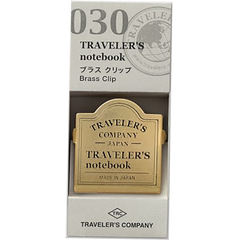 030
TRAVELER'S
notebook
ブラス クリップ
Brass Clip
TRAVELER'S
COMPANY
JAPAN
TRAVELER'S
notebook
MADE IN JAPAN
TRC
TRAVELER'S COMPANY